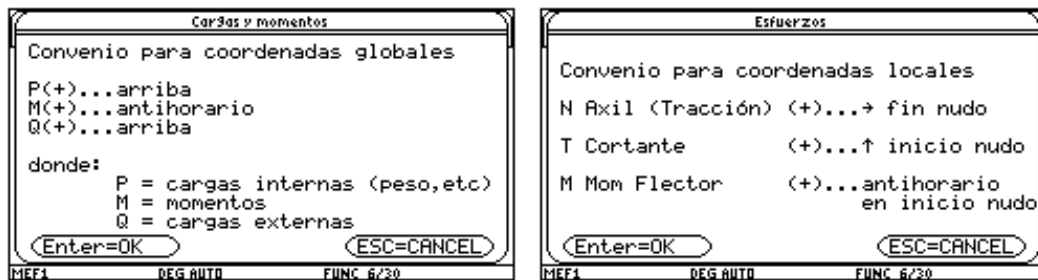 Cargas y momentos
Convenio para coordenadas globales
P(+)...arriba
M(+)...antihorario
Q(+)...arriba
donde:
P = cargas internas (peso,etc)
M = momentos
Q = cargas externas
Enter=OK
ESC=CANCEL
MEF1 DEG AUTO FUNC 6/30
Esfuerzos
Convenio para coordenadas locales
N Axil (Tracción) (+)...→ fin nudo
T Cortante (+)...↑ inicio nudo
M Mom Flector (+)...antihorario
en inicio nudo
Enter=OK
ESC=CANCEL
MEF1 DEG AUTO FUNC 6/30